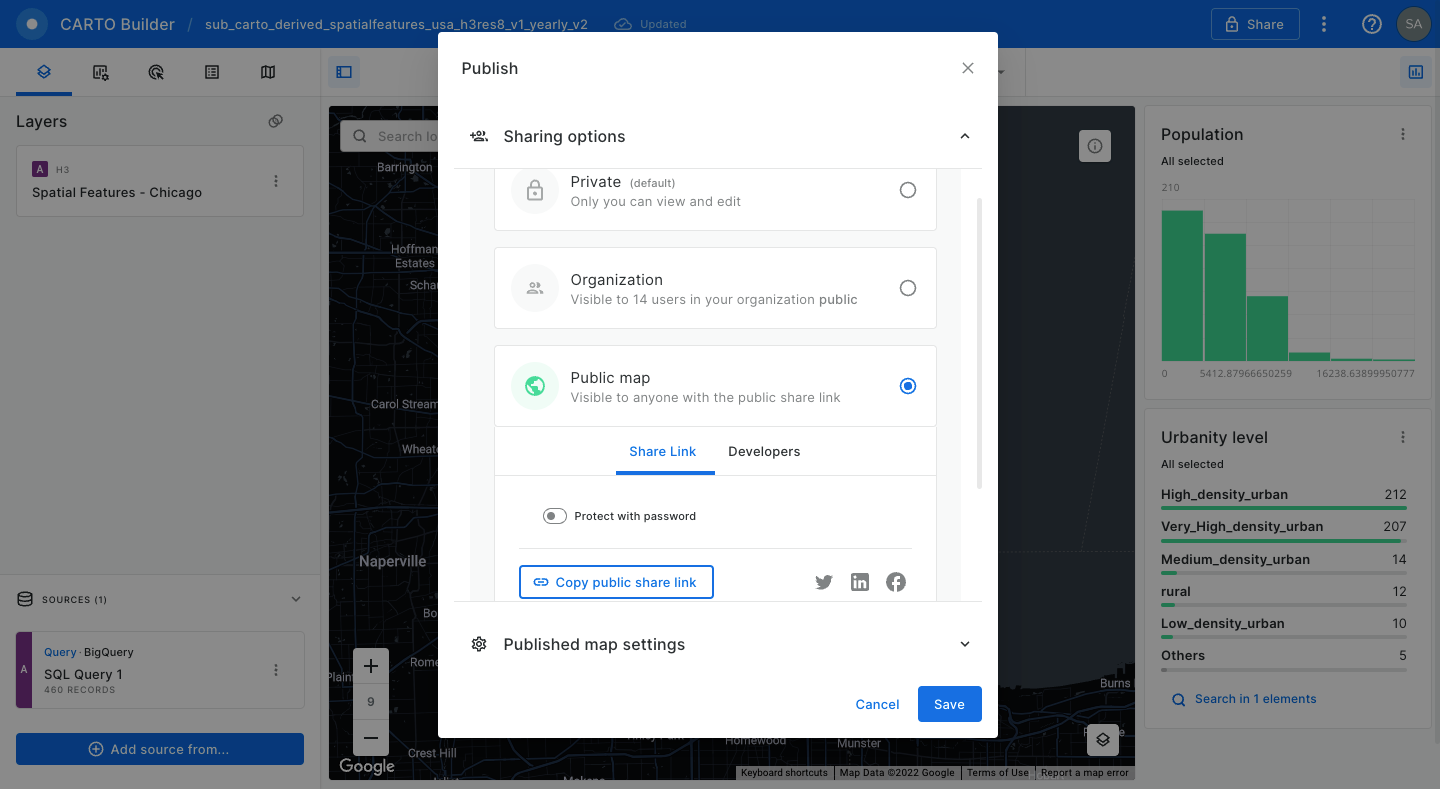 CARTO Builder / sub_carto_derived_spatialfeatures_usa_h3res8_v1_yearly_v2 Updated
Share
SA
Layers
A H3
Spatial Features - Chicago
SOURCES (1)
A
Query · BigQuery
SQL Query 1
460 RECORDS
Add source from...
Search lo
Barrington
Hoffman
Estates
Scha
Carol Stream
Wheat
Naperville
Bo
Rome
Plain
9
Crest Hill
Homewood
Munster
Burns
Google
Keyboard shortcuts
Map Data ©2022 Google
Terms of Use
Report a map error
Publish
Sharing options
Private (default)
Only you can view and edit
Organization
Visible to 14 users in your organization public
Public map
Visible to anyone with the public share link
Share Link
Developers
Protect with password
Copy public share link
Published map settings
Cancel
Save
Population
All selected
210
0
5412.87966650259
16238.63899950777
Urbanity level
All selected
High_density_urban 212
Very_High_density_urban 207
Medium_density_urban 14
rural 12
Low_density_urban 10
Others 5
Search in 1 elements